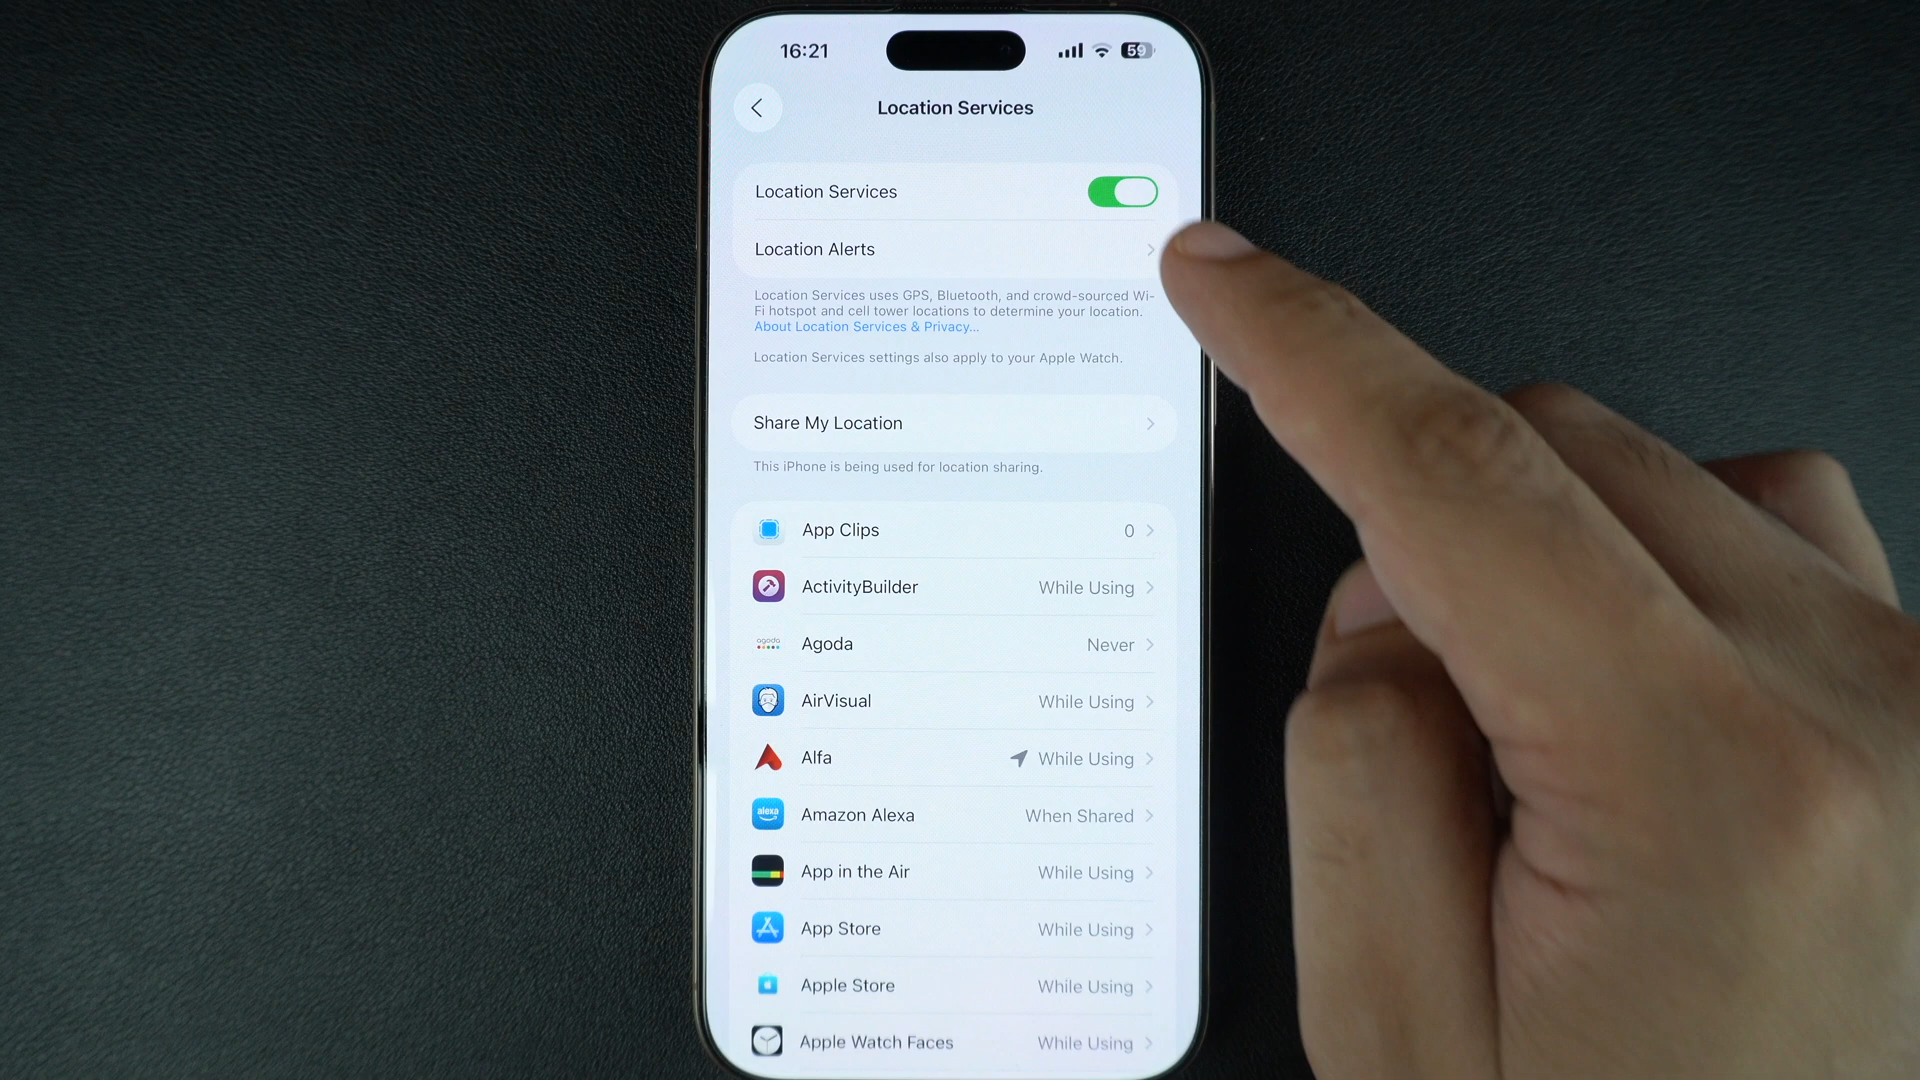 16:21
59
Location Services
Location Services
Location Alerts
Location Services uses GPS, Bluetooth, and crowd-sourced Wi-
Fi hotspot and cell tower locations to determine your location.
About Location Services & Privacy...
Location Services settings also apply to your Apple Watch.
Share My Location
This iPhone is being used for location sharing.
App Clips 0
ActivityBuilder While Using
agoda Agoda Never
AirVisual While Using
Alfa While Using
alexa Amazon Alexa When Shared
App in the Air While Using
App Store While Using
Apple Store While Using
Apple Watch Faces While Using